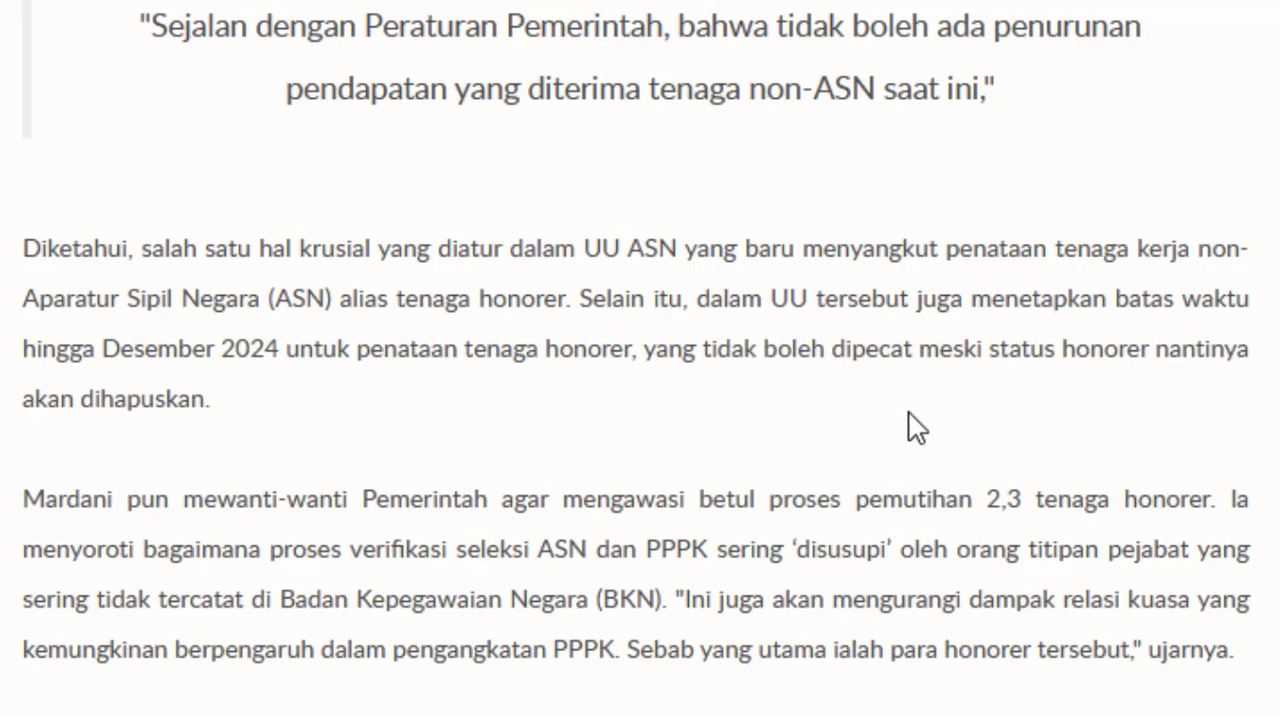 "Sejalan dengan Peraturan Pemerintah, bahwa tidak boleh ada penurunan
pendapatan yang diterima tenaga non-ASN saat ini,"
Diketahui, salah satu hal krusial yang diatur dalam UU ASN yang baru menyangkut penataan tenaga kerja non-
Aparatur Sipil Negara (ASN) alias tenaga honorer. Selain itu, dalam UU tersebut juga menetapkan batas waktu
hingga Desember 2024 untuk penataan tenaga honorer, yang tidak boleh dipecat meski status honorer nantinya
akan dihapuskan.
Mardani pun mewanti-wanti Pemerintah agar mengawasi betul proses pemutihan 2,3 tenaga honorer. Ia
menyoroti bagaimana proses verifikasi seleksi ASN dan PPPK sering ‘disusupi’ oleh orang titipan pejabat yang
sering tidak tercatat di Badan Kepegawaian Negara (BKN). "Ini juga akan mengurangi dampak relasi kuasa yang
kemungkinan berpengaruh dalam pengangkatan PPPK. Sebab yang utama ialah para honorer tersebut," ujarnya.